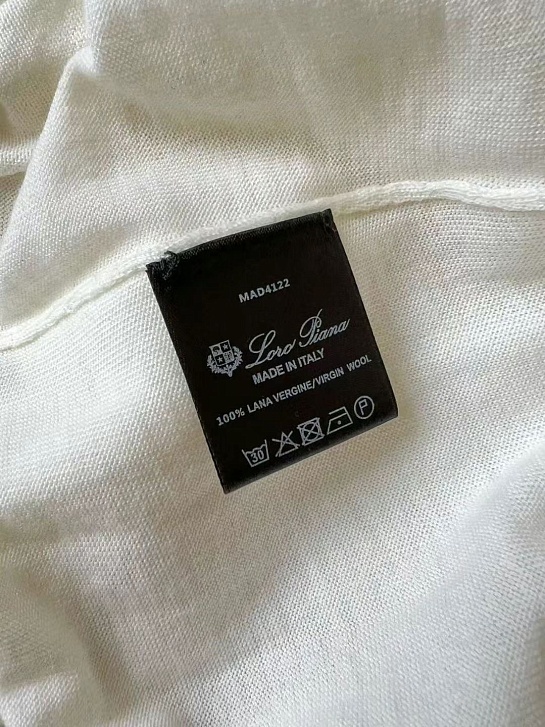 MAD4122
Loro Piana
MADE IN ITALY
100% LANA VERGINE/VIRGIN WOOL
30 P